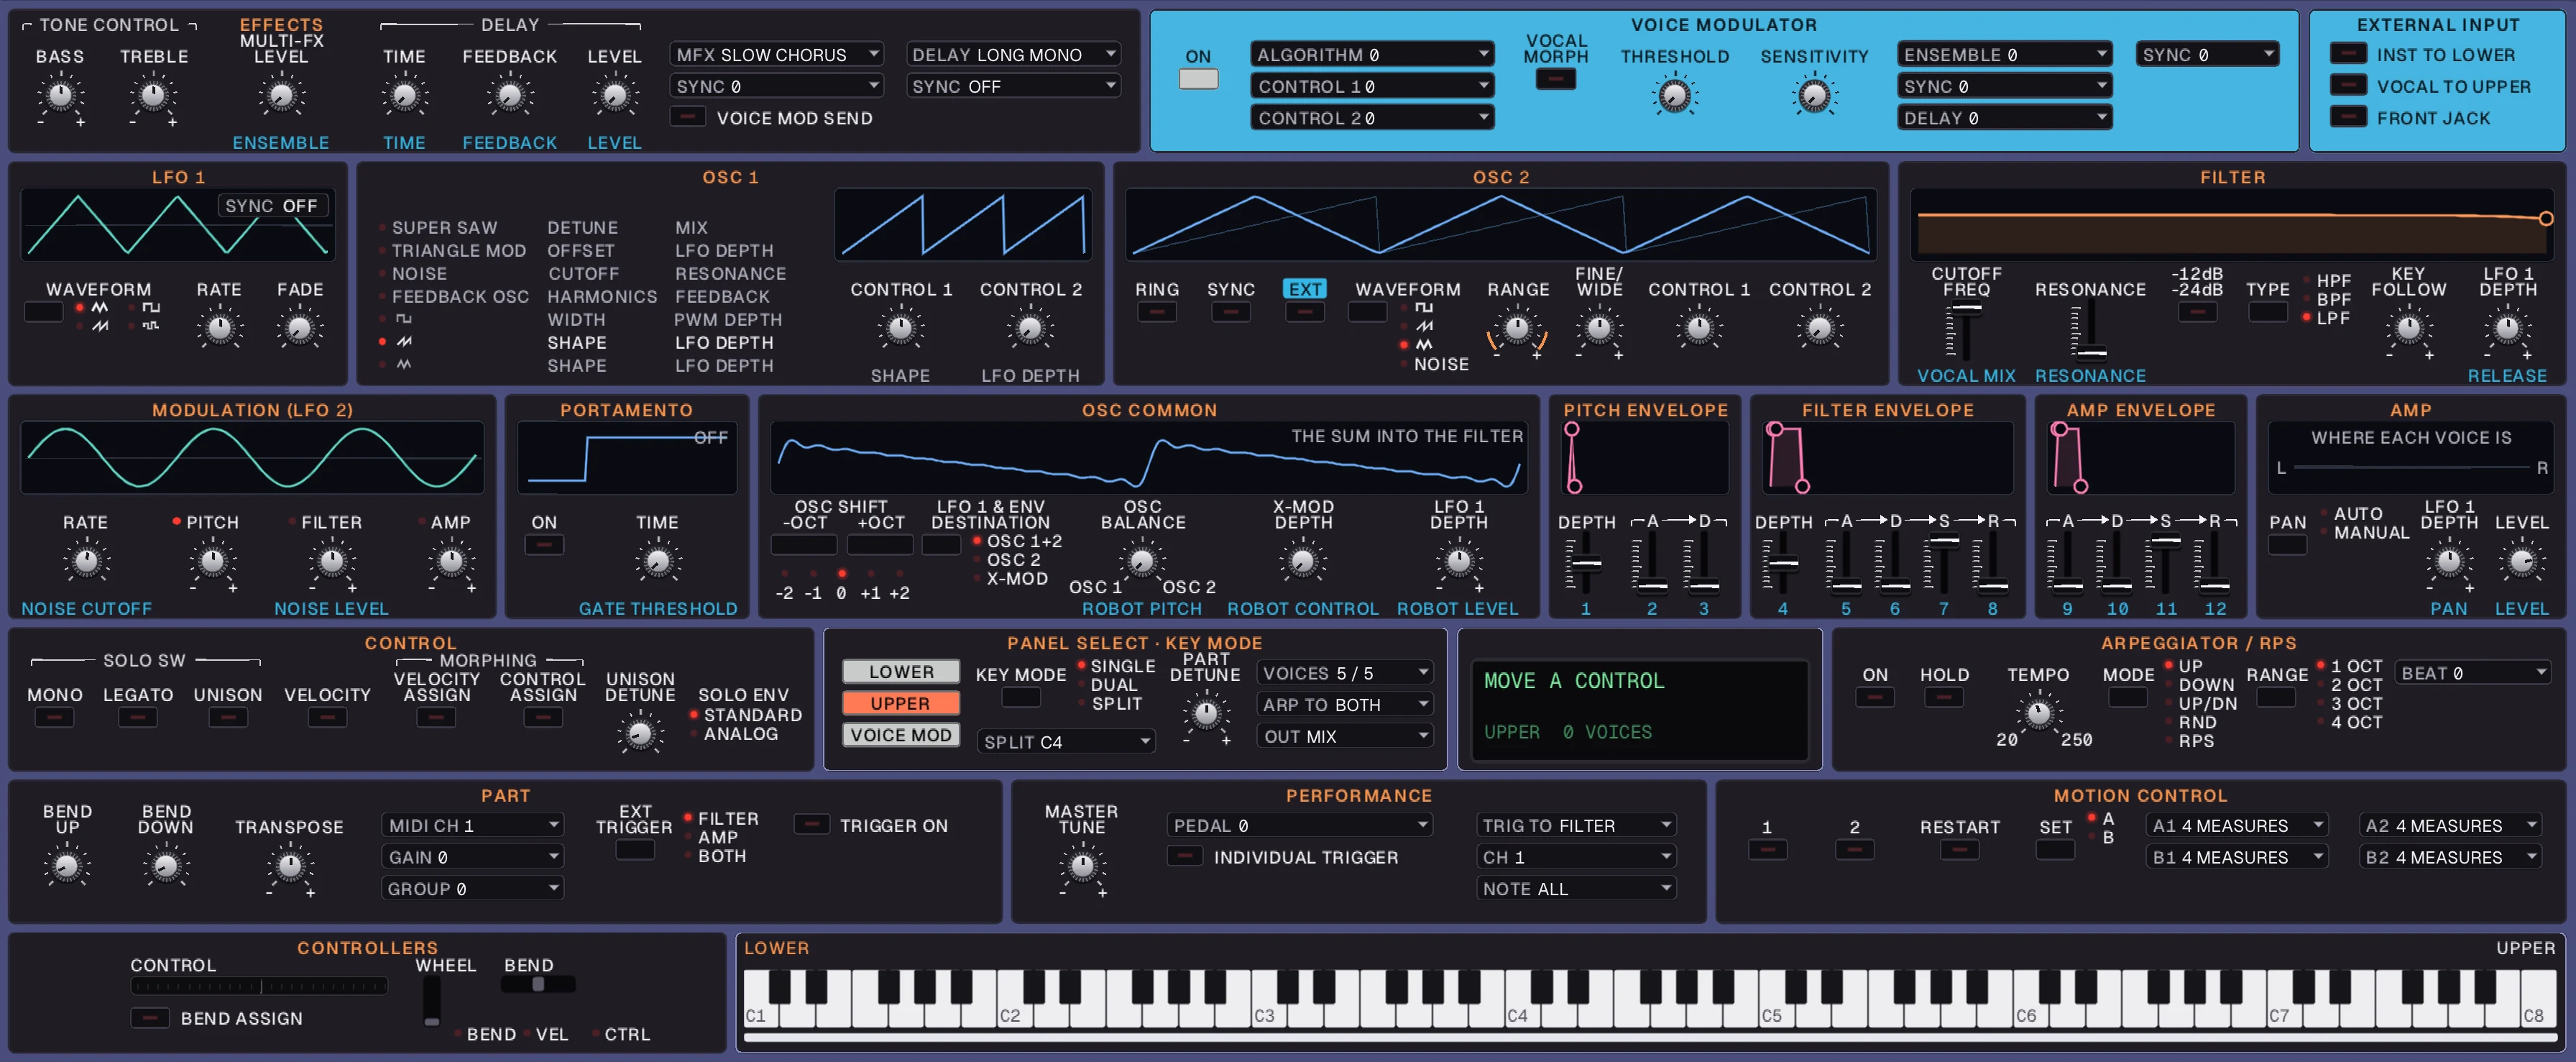 TONE CONTROL
BASS TREBLE
EFFECTS
MULTI-FX
LEVEL
ENSEMBLE
DELAY
TIME FEEDBACK LEVEL
TIME FEEDBACK LEVEL
MFX SLOW CHORUS
SYNC 0
VOICE MOD SEND
DELAY LONG MONO
SYNC OFF
VOICE MODULATOR
ON
ALGORITHM 0
CONTROL 1 0
CONTROL 2 0
VOCAL
MORPH
THRESHOLD SENSITIVITY
ENSEMBLE 0
SYNC 0
DELAY 0
SYNC 0
EXTERNAL INPUT
INST TO LOWER
VOCAL TO UPPER
FRONT JACK
LFO 1
SYNC OFF
WAVEFORM RATE FADE
OSC 1
SUPER SAW DETUNE MIX
TRIANGLE MOD OFFSET LFO DEPTH
NOISE CUTOFF RESONANCE
FEEDBACK OSC HARMONICS FEEDBACK
WIDTH PWM DEPTH
SHAPE LFO DEPTH
SHAPE LFO DEPTH
CONTROL 1 CONTROL 2
SHAPE LFO DEPTH
OSC 2
RING SYNC EXT WAVEFORM
NOISE
RANGE
- +
FINE/
WIDE
- +
CONTROL 1 CONTROL 2
FILTER
CUTOFF
FREQ
VOCAL MIX
RESONANCE
RESONANCE
-12dB
-24dB
TYPE
HPF
BPF
LPF
KEY
FOLLOW
- +
LFO 1
DEPTH
- +
RELEASE
MODULATION (LFO 2)
RATE PITCH FILTER AMP
- + - + - +
NOISE CUTOFF NOISE LEVEL
PORTAMENTO
OFF
ON TIME
GATE THRESHOLD
OSC COMMON
THE SUM INTO THE FILTER
OSC SHIFT
-OCT +OCT
-2 -1 0 +1 +2
LFO 1 & ENV
DESTINATION
OSC 1+2
OSC 2
X-MOD
OSC
BALANCE
OSC 1 OSC 2
ROBOT PITCH
X-MOD
DEPTH
ROBOT CONTROL
LFO 1
DEPTH
- +
ROBOT LEVEL
PITCH ENVELOPE
DEPTH A D
1 2 3
FILTER ENVELOPE
DEPTH A D S R
4 5 6 7 8
AMP ENVELOPE
A D S R
9 10 11 12
AMP
WHERE EACH VOICE IS
L R
PAN
AUTO
MANUAL
LFO 1
DEPTH
- +
PAN
LEVEL
LEVEL
CONTROL
SOLO SW
MONO LEGATO UNISON VELOCITY
MORPHING
VELOCITY
ASSIGN
CONTROL
ASSIGN
UNISON
DETUNE
SOLO ENV
STANDARD
ANALOG
PANEL SELECT · KEY MODE
LOWER
UPPER
VOICE MOD
KEY MODE
SINGLE
DUAL
SPLIT
SPLIT C4
PART
DETUNE
- +
VOICES 5 / 5
ARP TO BOTH
OUT MIX
MOVE A CONTROL
UPPER 0 VOICES
ARPEGGIATOR / RPS
ON HOLD TEMPO
20 250
MODE
UP
DOWN
UP/DN
RND
RPS
RANGE
1 OCT
2 OCT
3 OCT
4 OCT
BEAT 0
PART
BEND
UP
BEND
DOWN
TRANSPOSE
- +
MIDI CH 1
GAIN 0
GROUP 0
EXT
TRIGGER
FILTER
AMP
BOTH
TRIGGER ON
PERFORMANCE
MASTER
TUNE
- +
PEDAL 0
INDIVIDUAL TRIGGER
TRIG TO FILTER
CH 1
NOTE ALL
MOTION CONTROL
1 2 RESTART SET
A
B
A1 4 MEASURES
B1 4 MEASURES
A2 4 MEASURES
B2 4 MEASURES
CONTROLLERS
CONTROL WHEEL BEND
BEND ASSIGN
BEND VEL CTRL
LOWER UPPER
C1 C2 C3 C4 C5 C6 C7 C8